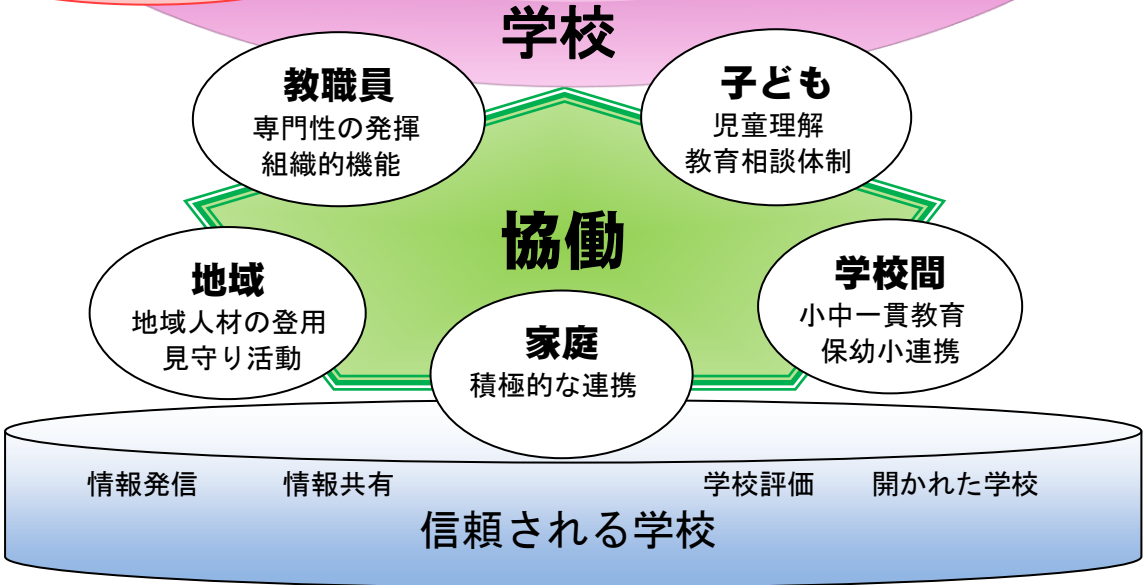 学校
教職員
専門性の発揮
組織的機能
子ども
児童理解
教育相談体制
協働
地域
地域人材の登用
見守り活動
学校間
小中一貫教育
保幼小連携
家庭
積極的な連携
情報発信 情報共有 学校評価 開かれた学校
信頼される学校